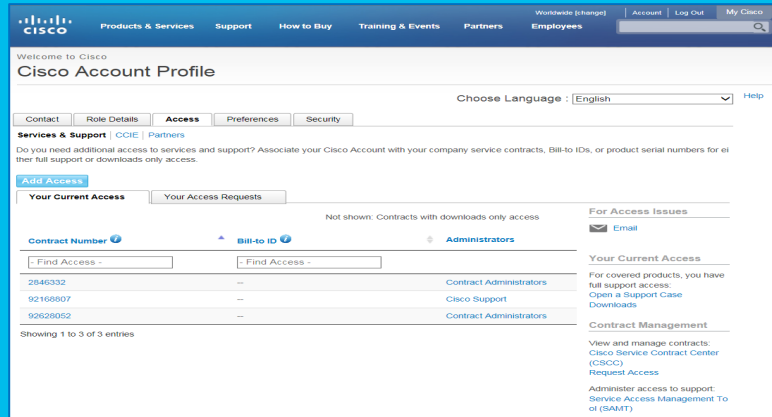 Worldwide [change] Account Log Out My Cisco
CISCO Products & Services Support How to Buy Training & Events Partners Employees
Welcome to Cisco
Cisco Account Profile
Choose Language : English Help
Contact Role Details Access Preferences Security
Services & Support | CCIE | Partners
Do you need additional access to services and support? Associate your Cisco Account with your company service contracts, Bill-to IDs, or product serial numbers for ei
ther full support or downloads only access.
Add Access
Your Current Access Your Access Requests
Not shown: Contracts with downloads only access
Contract Number Bill-to ID Administrators
- Find Access - - Find Access -
2846332 -- Contract Administrators
92168807 -- Cisco Support
92628052 -- Contract Administrators
Showing 1 to 3 of 3 entries
For Access Issues
Email
Your Current Access
For covered products, you have
full support access:
Open a Support Case
Downloads
Contract Management
View and manage contracts:
Cisco Service Contract Center
(CSCC)
Request Access
Administer access to support:
Service Access Management To
ol (SAMT)